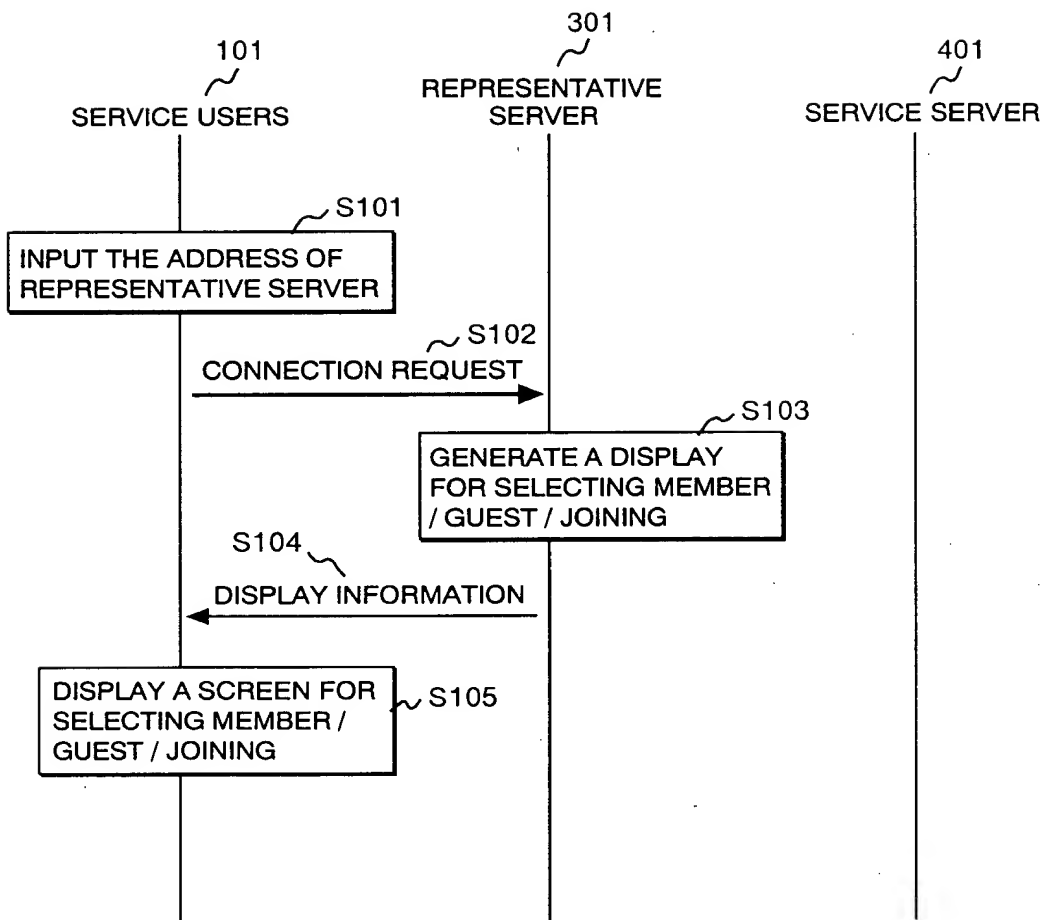 101
SERVICE USERS
301
REPRESENTATIVE
SERVER
401
SERVICE SERVER
S101
INPUT THE ADDRESS OF
REPRESENTATIVE SERVER
S102
CONNECTION REQUEST
S103
GENERATE A DISPLAY
FOR SELECTING MEMBER
/ GUEST / JOINING
S104
DISPLAY INFORMATION
DISPLAY A SCREEN FOR
SELECTING MEMBER /
GUEST / JOINING
S105